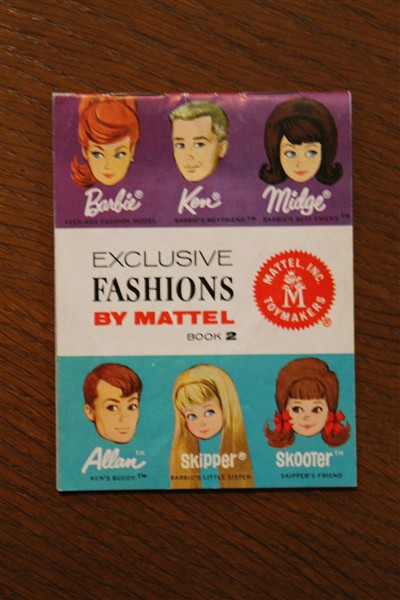 Barbie® Ken® Midge®
TEEN-AGE FASHION MODEL BARBIE'S BOYFRIEND™ BARBIE'S BEST FRIEND™
EXCLUSIVE
FASHIONS
BY MATTEL
BOOK 2
MATTEL, INC.
M
TOYMAKERS
®
Allan™ Skipper® SKOOTER™
KEN'S BUDDY™ BARBIE'S LITTLE SISTER SKIPPER'S FRIEND